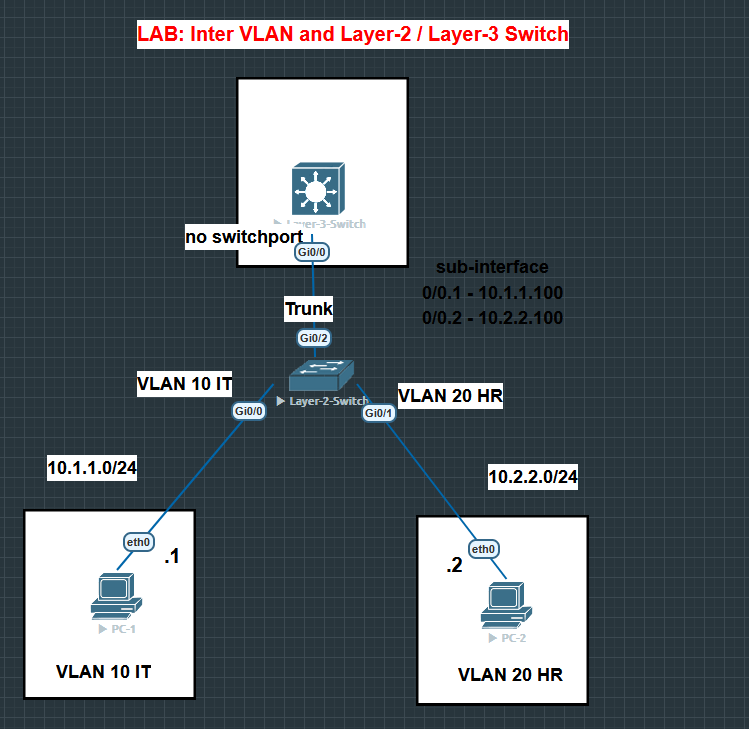 LAB: Inter VLAN and Layer-2 / Layer-3 Switch
Layer-3-Switch
no switchport
Gi0/0
sub-interface
0/0.1 - 10.1.1.100
0/0.2 - 10.2.2.100
Trunk
Gi0/2
VLAN 10 IT
Layer-2-Switch
VLAN 20 HR
Gi0/0
Gi0/1
10.1.1.0/24
10.2.2.0/24
eth0
.1
eth0
.2
PC-1
PC-2
VLAN 10 IT
VLAN 20 HR